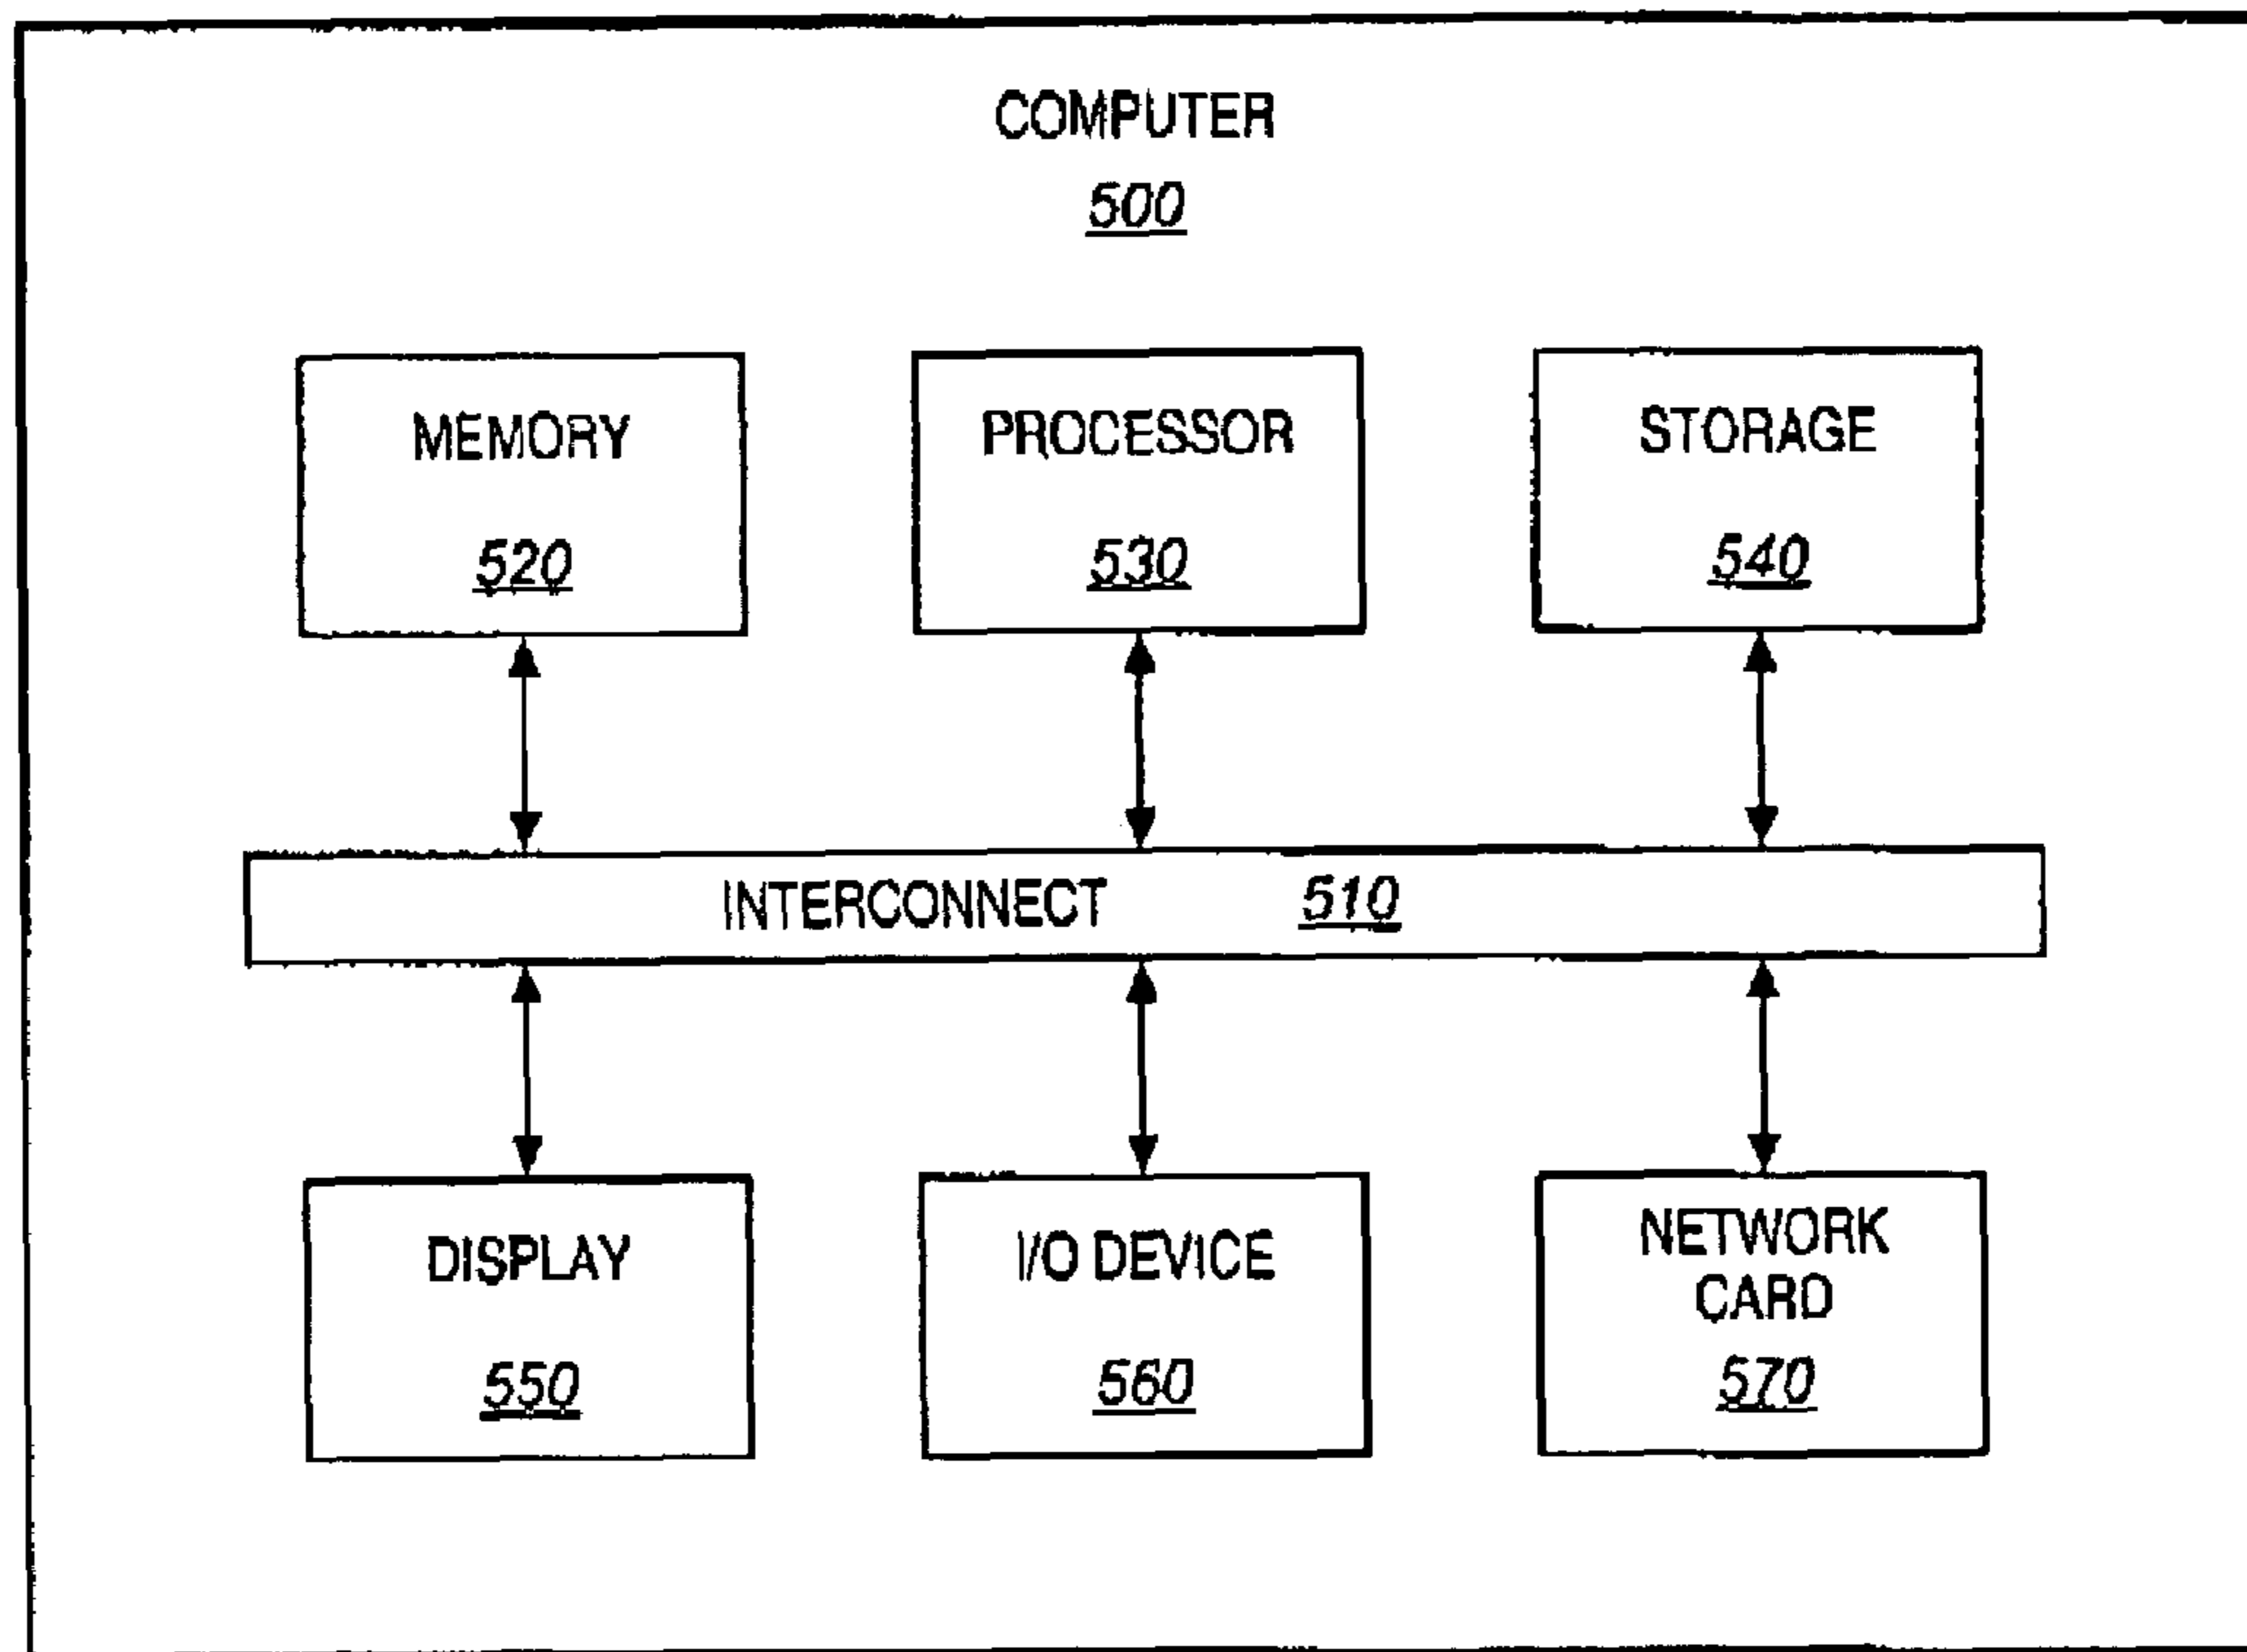 COMPUTER
500
MEMORY
520
PROCESSOR
530
STORAGE
540
INTERCONNECT 510
DISPLAY
550
I/O DEVICE
560
NETWORK
CARD
570